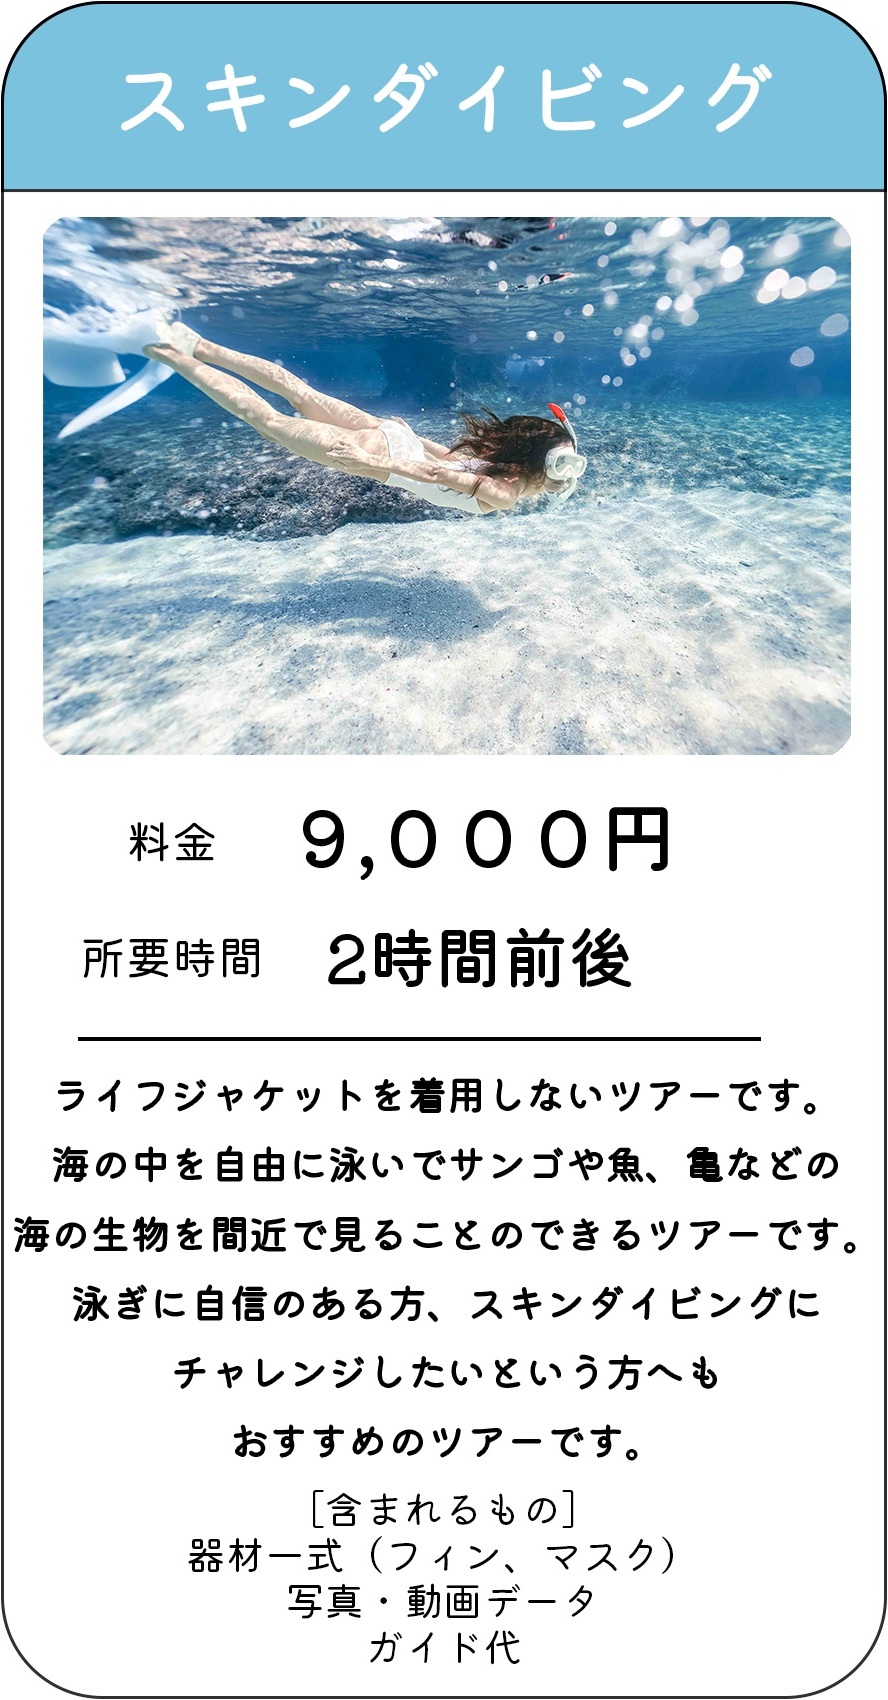 スキンダイビング
料金 9,000円
所要時間 2時間前後
ライフジャケットを着用しないツアーです。
海の中を自由に泳いでサンゴや魚、亀などの
海の生物を間近で見ることのできるツアーです。
泳ぎに自信のある方、スキンダイビングに
チャレンジしたいという方へも
おすすめのツアーです。
[含まれるもの]
器材一式（フィン、マスク）
写真・動画データ
ガイド代